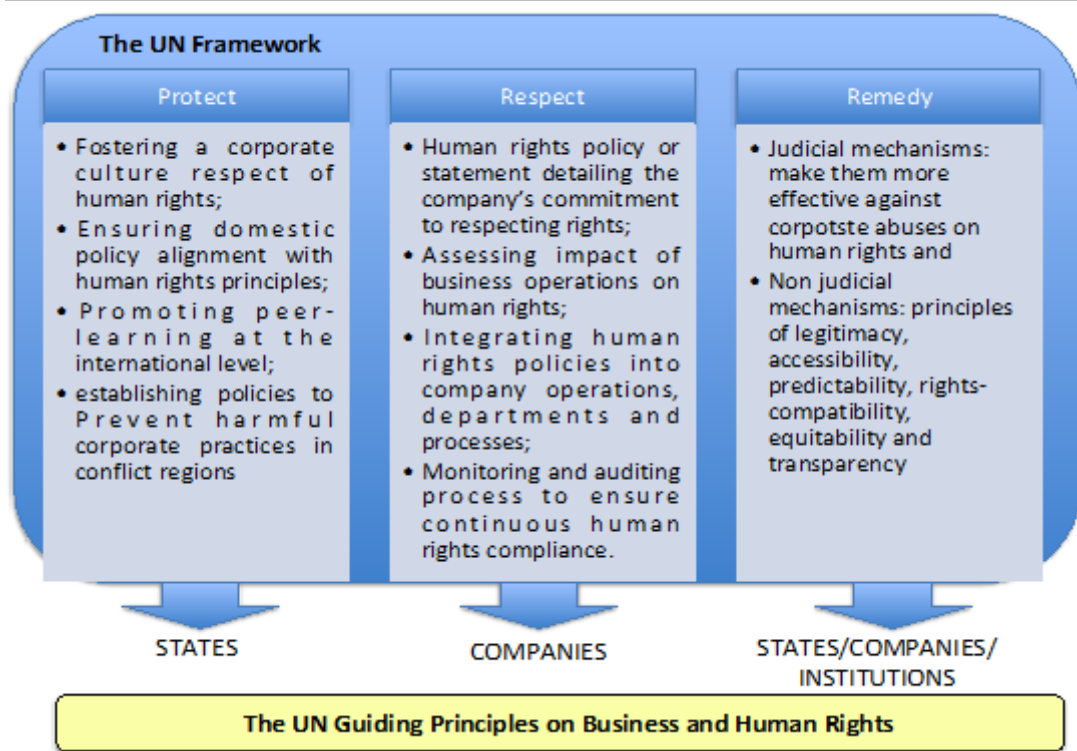 The UN Framework
Protect
• Fostering a corporate
culture respect of
human rights;
• Ensuring domestic
policy alignment with
human rights principles;
• Promoting peer-
learning at the
international level;
• establishing policies to
Prevent harmful
corporate practices in
conflict regions
Respect
• Human rights policy or
statement detailing the
company's commitment
to respecting rights;
• Assessing impact of
business operations on
human rights;
• Integrating human
rights policies into
company operations,
departments and
processes;
• Monitoring and auditing
process to ensure
continuous human
rights compliance.
Remedy
• Judicial mechanisms:
make them more
effective against
corpotste abuses on
human rights and
• Non judicial
mechanisms: principles
of legitimacy,
accessibility,
predictability, rights-
compatibility,
equitability and
transparency
STATES
COMPANIES
STATES/COMPANIES/
INSTITUTIONS
The UN Guiding Principles on Business and Human Rights